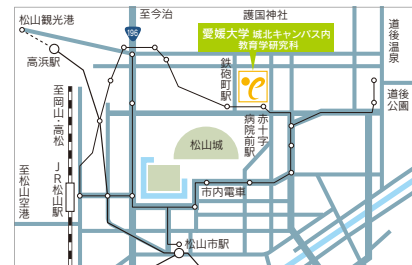 松山観光港
至今治
護国神社
196
愛媛大学 城北キャンパス内
教育学研究科
道後温泉
高浜駅
鉄砲町駅
道後
公園
至岡山・高松
赤十字
病院前駅
松山城
JR松山駅
至松山空港
市内電車
松山市駅